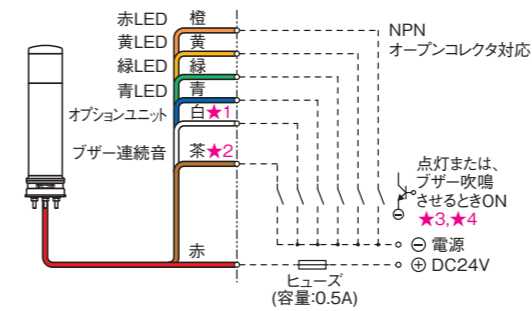 赤LED 橙
黄LED 黄
緑LED 緑
青LED 青
オプションユニット 白★1
ブザー連続音 茶★2
赤
NPN
オープンコレクタ対応
点灯または、
ブザー吹鳴
させるときON
★3,★4
⊖
⊖ 電源
⊕ DC24V
ヒューズ
(容量:0.5A)